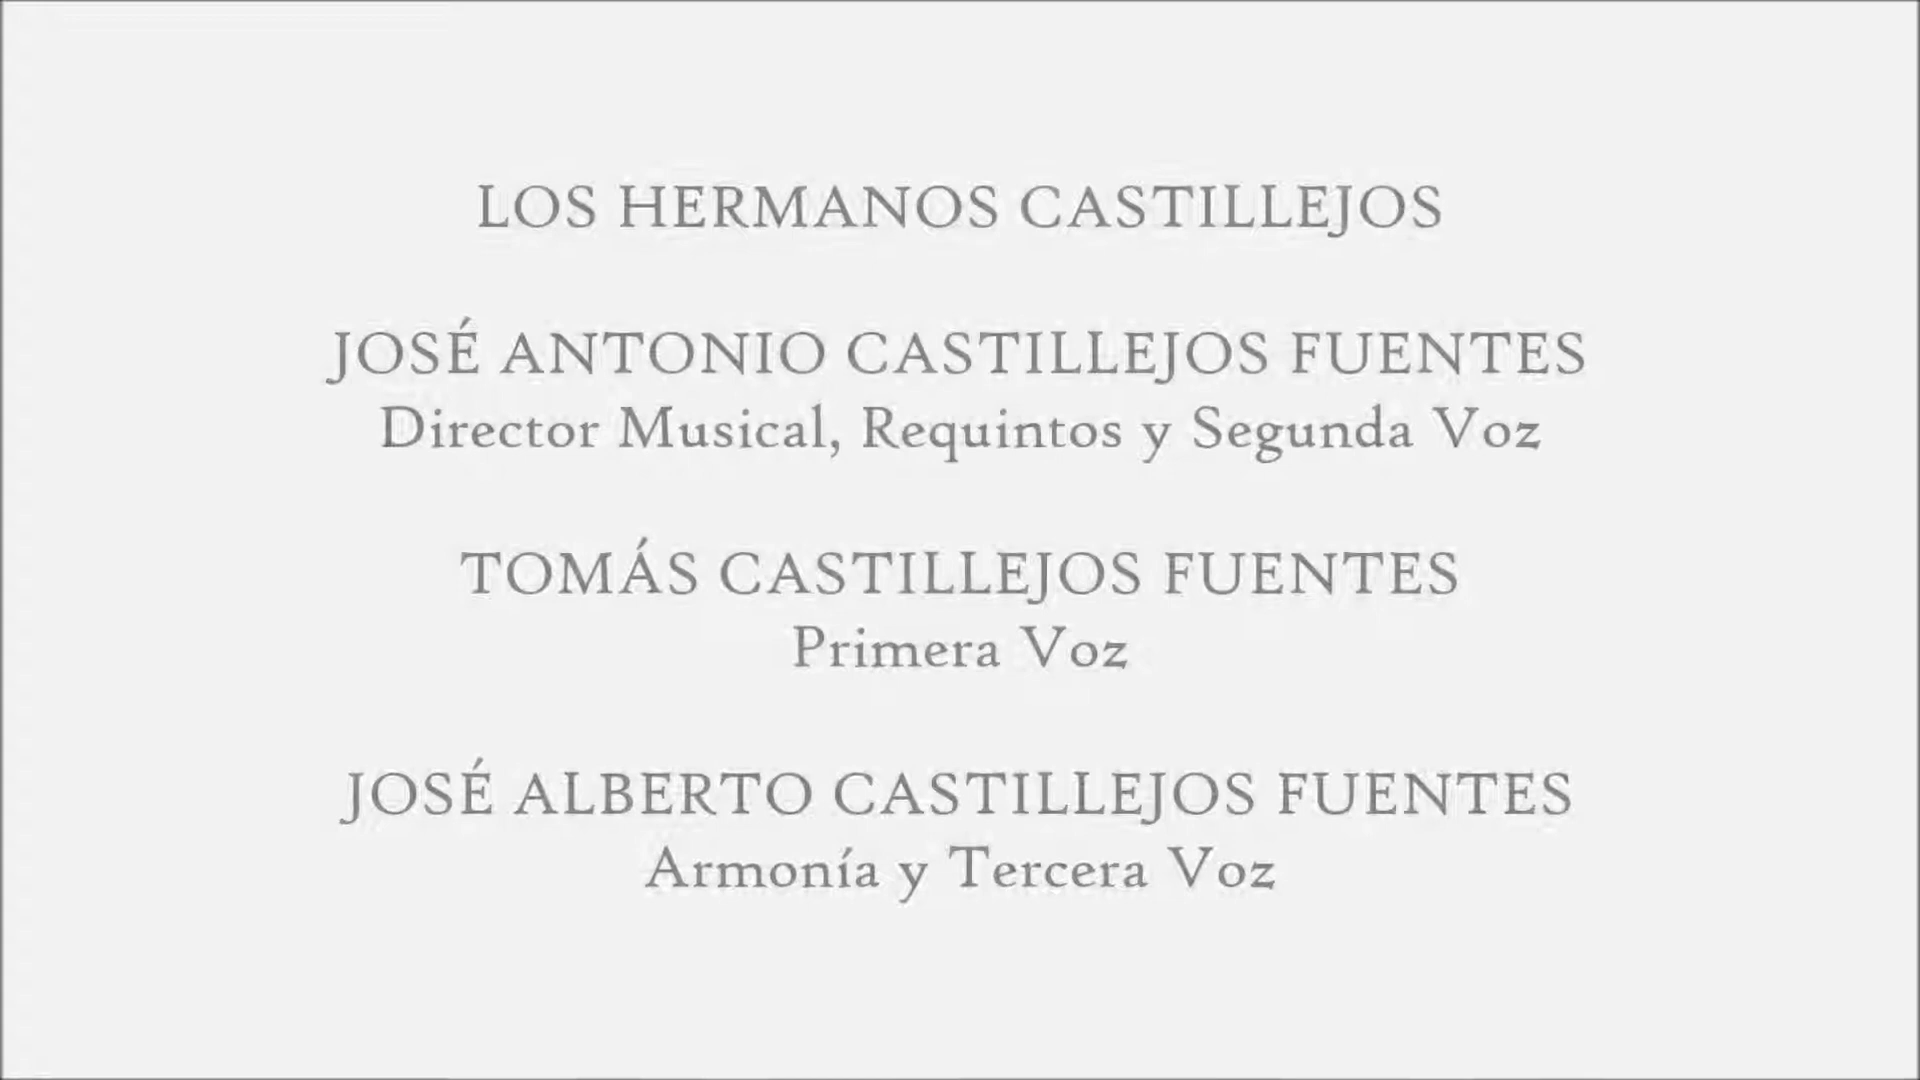 LOS HERMANOS CASTILLEJOS
JOSÉ ANTONIO CASTILLEJOS FUENTES
Director Musical, Requintos y Segunda Voz
TOMÁS CASTILLEJOS FUENTES
Primera Voz
JOSÉ ALBERTO CASTILLEJOS FUENTES
Armonía y Tercera Voz